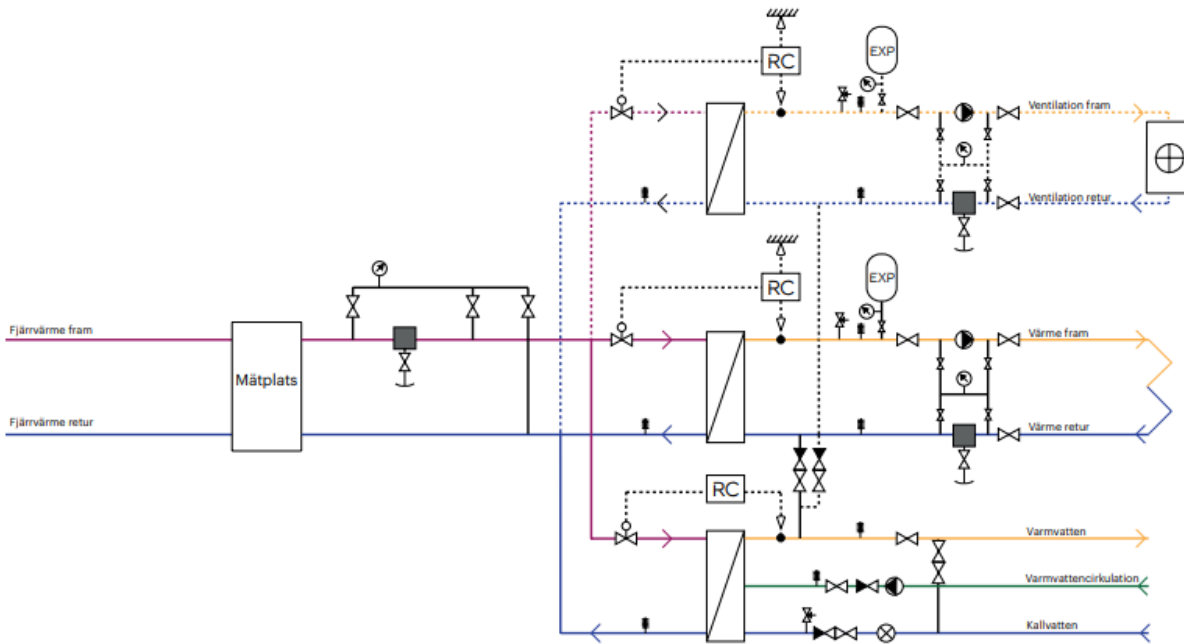 RC
EXP
Ventilation fram
Ventilation retur
RC
EXP
Fjärrvärme fram
Värme fram
Mätplats
Fjärrvärme retur
Värme retur
RC
Varmvatten
Varmvattencirkulation
Kallvatten